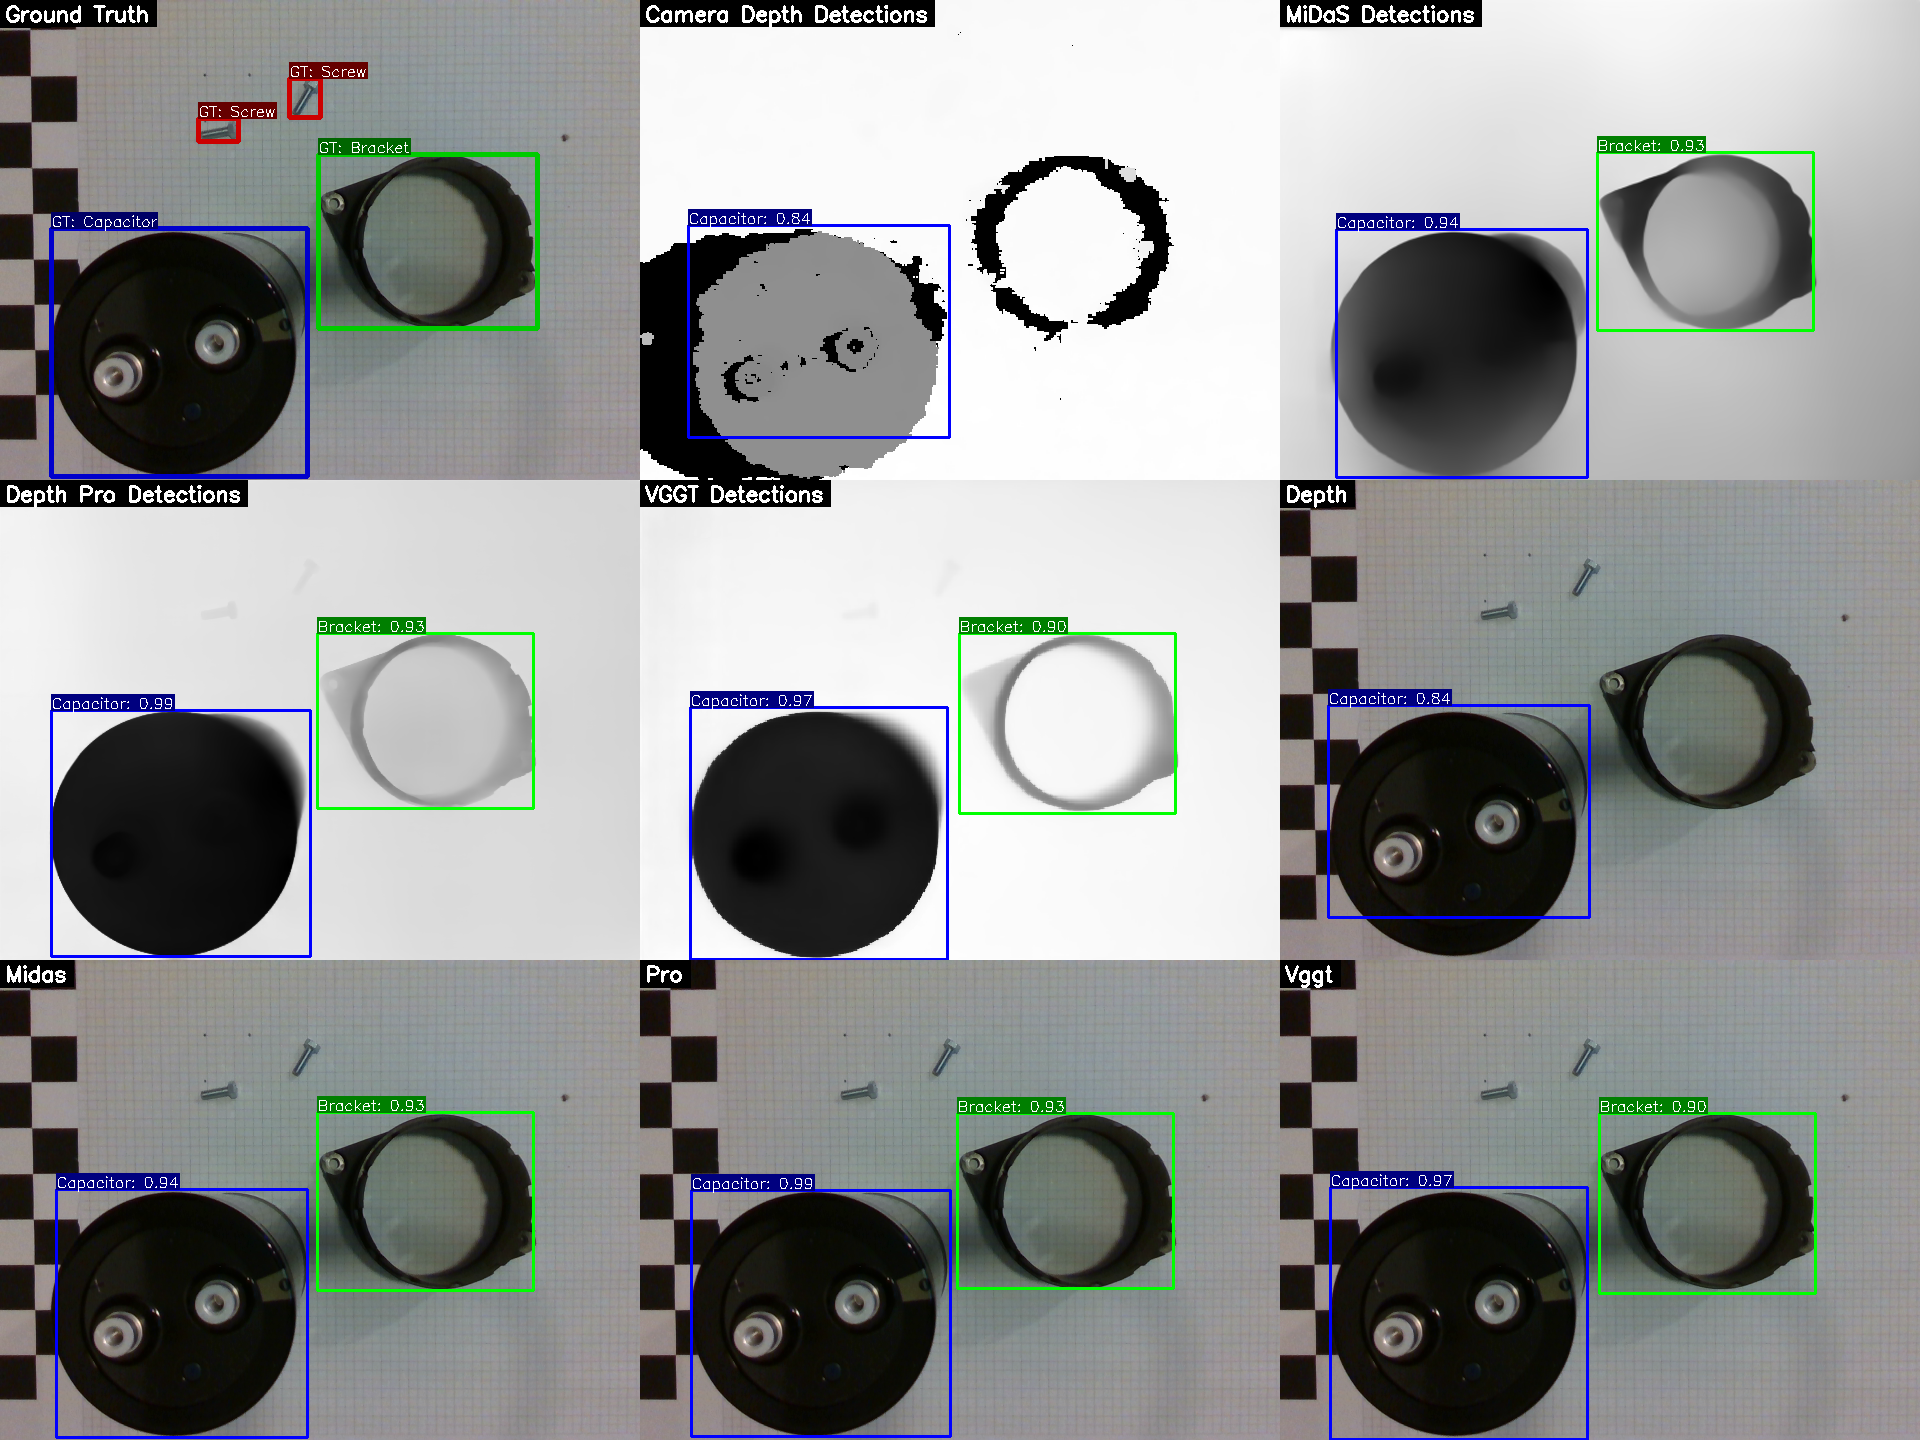 Ground Truth
Camera Depth Detections
MiDaS Detections
GT: Screw
GT: Screw
GT: Bracket
Bracket: 0.93
GT: Capacitor
Capacitor: 0.84
Capacitor: 0.94
Depth Pro Detections
VGGT Detections
Depth
Bracket: 0.93
Bracket: 0.90
Capacitor: 0.99
Capacitor: 0.97
Capacitor: 0.84
Midas
Pro
Vggt
Bracket: 0.93
Bracket: 0.93
Bracket: 0.90
Capacitor: 0.94
Capacitor: 0.99
Capacitor: 0.97